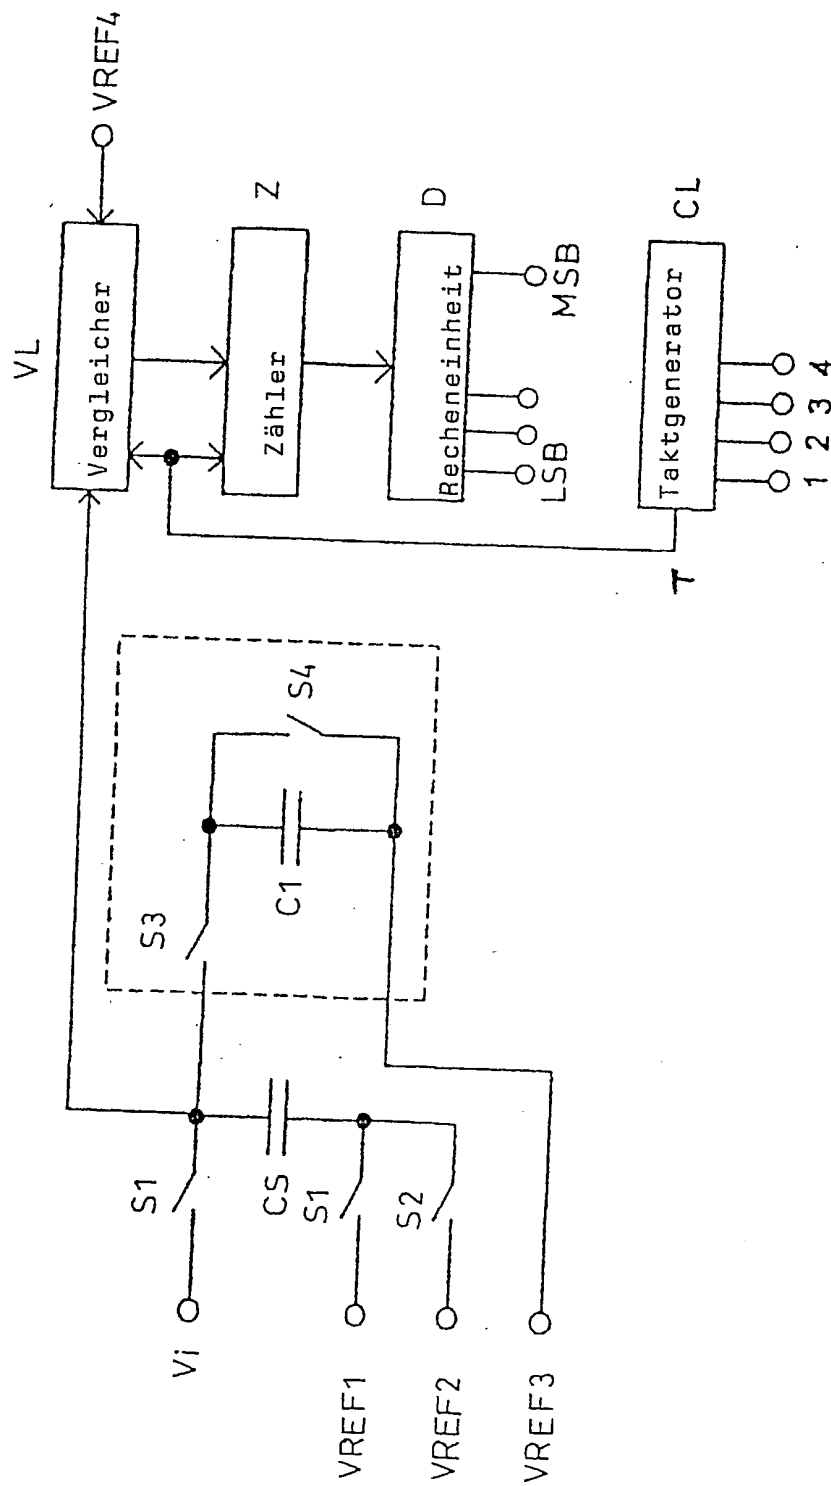 VL
Vergleicher
VREF4
Z
Zähler
D
Recheneinheit
LSB
MSB
CL
Taktgenerator
T
1 2 3 4
S3
S4
C1
S1
CS
S1
S2
Vi
VREF1
VREF2
VREF3